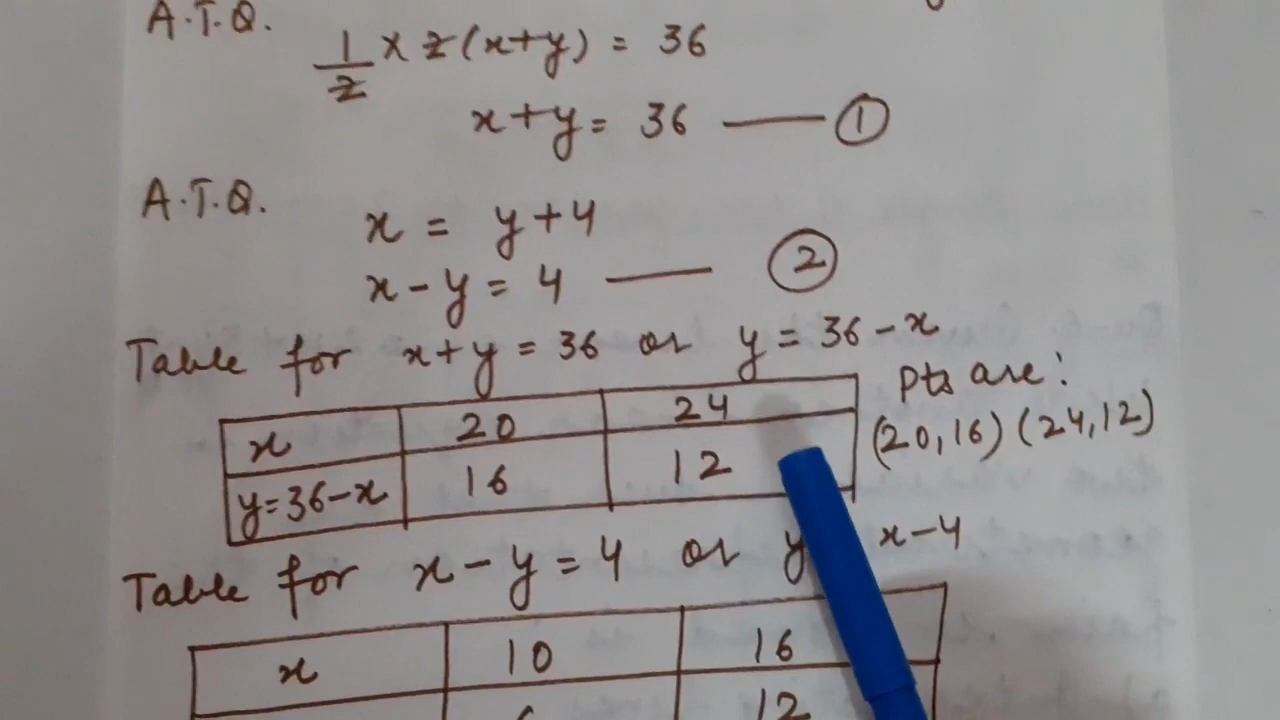 A.T.Q.
1/2 × 2 (x+y) = 36
x+y = 36 —— ①
A.T.Q.
x = y+4
x - y = 4 —— ②
Table for x+y = 36 or y = 36 - x
Pts are:
x 20 24
(20,16) (24,12)
y=36-x 16 12
Table for x - y = 4 or y x-4
x 10 16
12